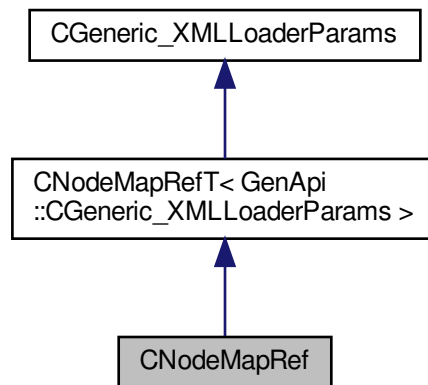 CGeneric_XMLLoaderParams
CNodeMapRefT< GenApi
::CGeneric_XMLLoaderParams >
CNodeMapRef